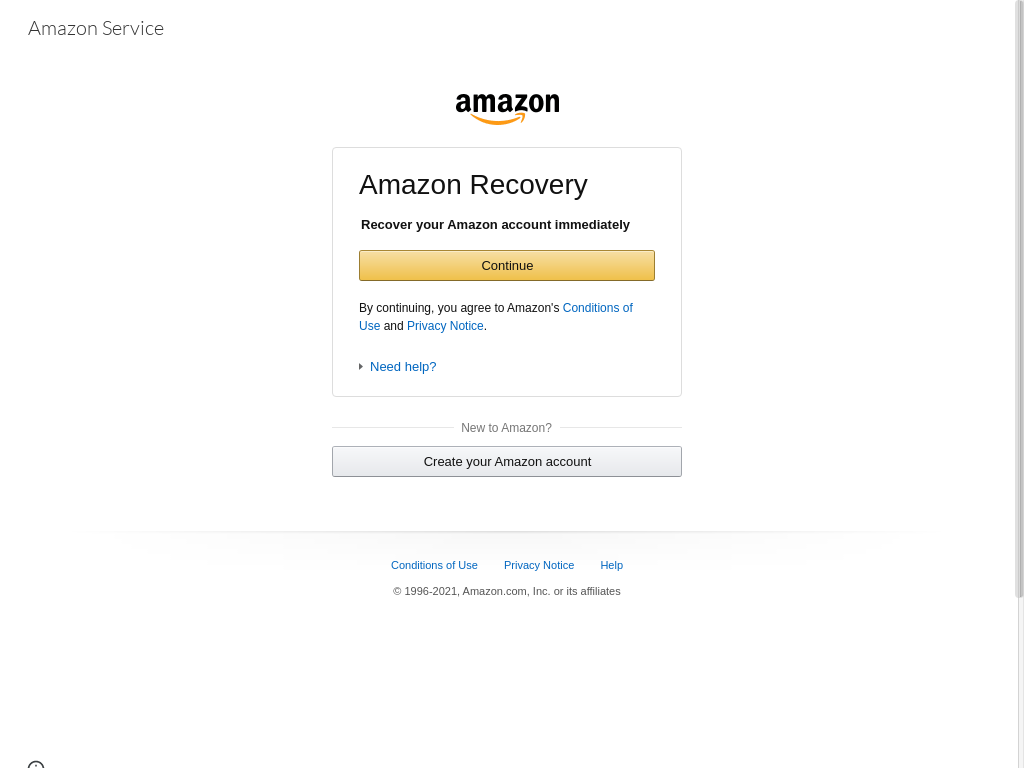 Amazon Service
amazon
Amazon Recovery
Recover your Amazon account immediately
Continue
By continuing, you agree to Amazon's Conditions of
Use and Privacy Notice.
Need help?
New to Amazon?
Create your Amazon account
Conditions of Use Privacy Notice Help
© 1996-2021, Amazon.com, Inc. or its affiliates